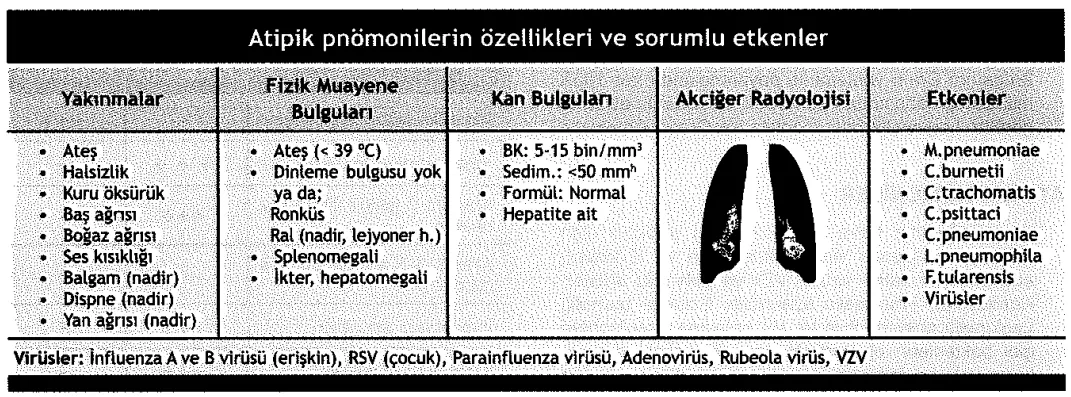 Atipik pnömonilerin özellikleri ve sorumlu etkenler
Yakınmalar
Fizik Muayene
Bulguları
Kan Bulguları
Akciğer Radyolojisi
Etkenler
• Ateş
• Halsizlik
• Kuru öksürük
• Baş ağrısı
• Boğaz ağrısı
• Ses kısıklığı
• Balgam (nadir)
• Dispne (nadir)
• Yan ağrısı (nadir)
• Ateş (< 39 °C)
• Dinleme bulgusu yok
ya da;
Ronküs
Ral (nadir, lejyoner h.)
• Splenomegali
• İkter, hepatomegali
• BK: 5-15 bin/mm³
• Sedim.: <50 mmʰ
• Formül: Normal
• Hepatite ait
• M.pneumoniae
• C.burnetii
• C.trachomatis
• C.psittaci
• C.pneumoniae
• L.pneumophila
• F.tularensis
• Virüsler
Virüsler: İnfluenza A ve B virüsü (erişkin), RSV (çocuk), Parainfluenza virüsü, Adenovirüs, Rubeola virüs, VZV